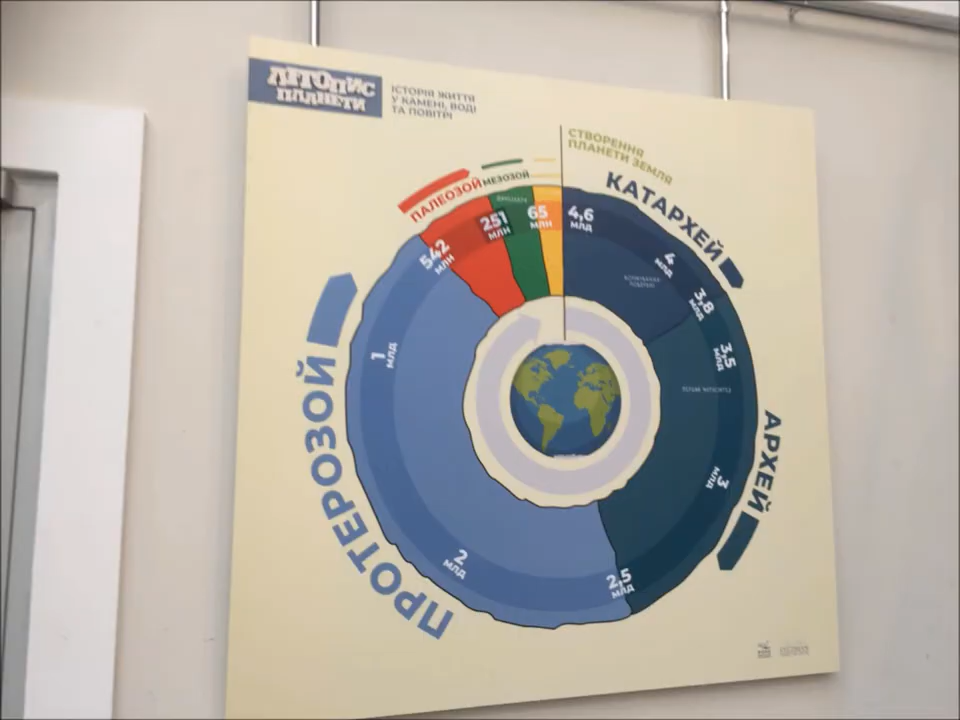 ЛІТОПИС
ПЛАНЕТИ
ІСТОРІЯ ЖИТТЯ
У КАМЕНІ, ВОДІ
ТА ПОВІТРІ
СТВОРЕННЯ
ПЛАНЕТИ ЗЕМЛЯ
КАТАРХЕЙ
ПАЛЕОЗОЙ
МЕЗОЗОЙ
4,6
МЛД
4
МЛД
3,8
МЛД
3,5
МЛД
АРХЕЙ
3
МЛД
2,5
МЛД
2
МЛД
ПРОТЕРОЗОЙ
1
МЛД
542
МЛН
251
МЛН
65
МЛН